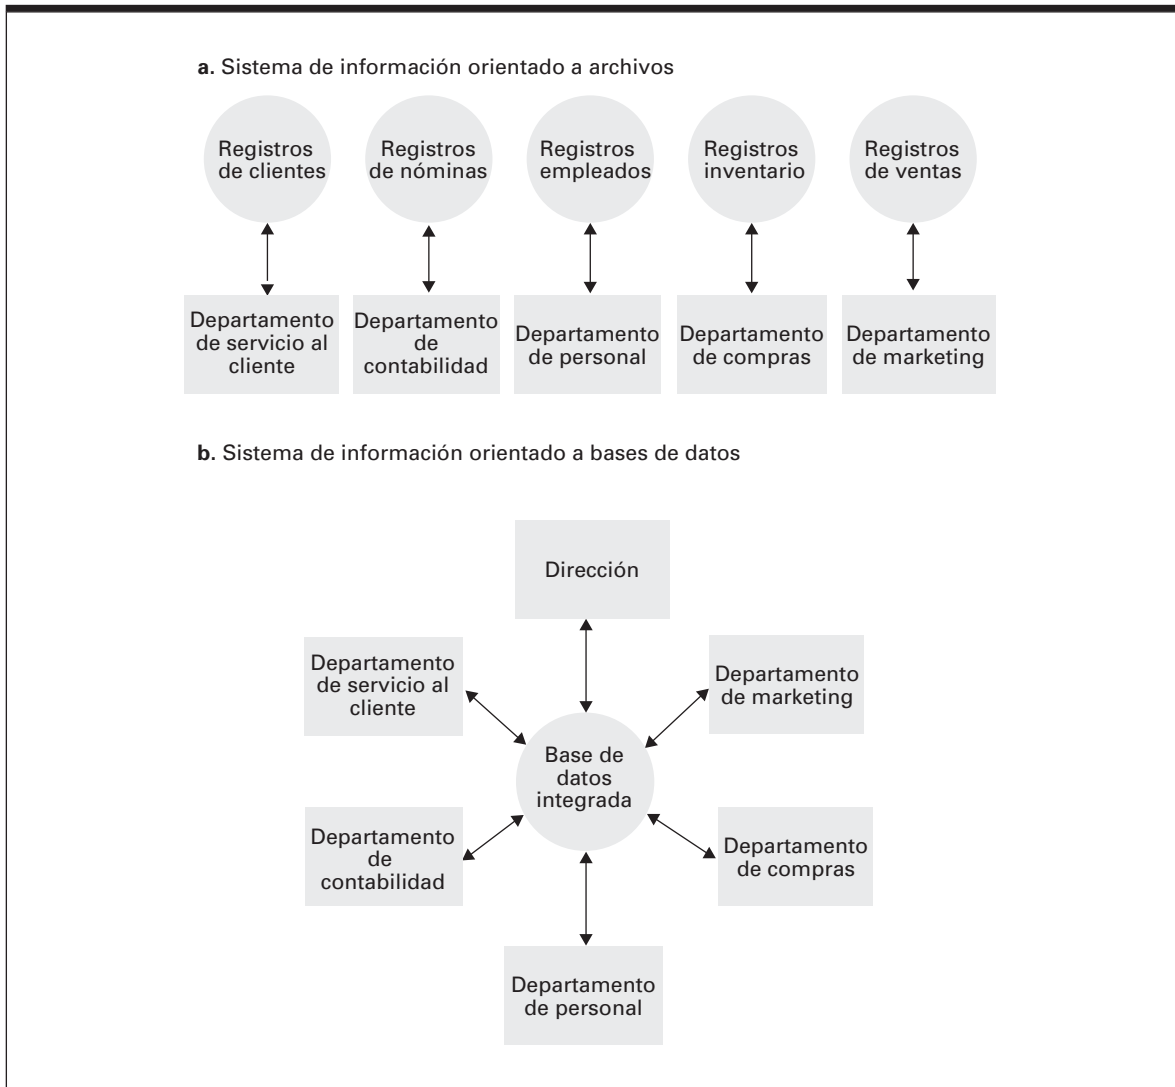 a. Sistema de información orientado a archivos
Registros
de clientes
Registros
de nóminas
Registros
empleados
Registros
inventario
Registros
de ventas
Departamento
de servicio al
cliente
Departamento
de
contabilidad
Departamento
de personal
Departamento
de compras
Departamento
de marketing
b. Sistema de información orientado a bases de datos
Dirección
Departamento
de servicio al
cliente
Departamento
de marketing
Base de
datos
integrada
Departamento
de
contabilidad
Departamento
de compras
Departamento
de personal